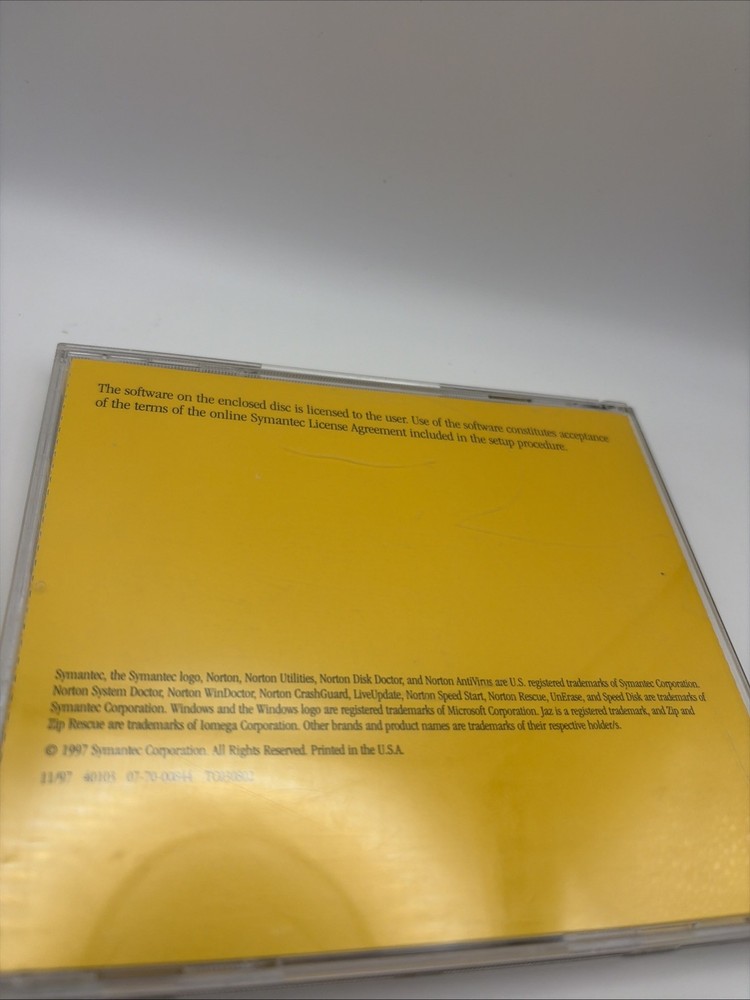 The software on the enclosed disc is licensed to the user. Use of the software constitutes acceptance
of the terms of the online Symantec License Agreement included in the setup procedure.
Symantec, the Symantec logo, Norton, Norton Utilities, Norton Disk Doctor, and Norton AntiVirus are U.S. registered trademarks of Symantec Corporation.
Norton System Doctor, Norton WinDoctor, Norton CrashGuard, LiveUpdate, Norton Speed Start, Norton Rescue, UnErase, and Speed Disk are trademarks of
Symantec Corporation. Windows and the Windows logo are registered trademarks of Microsoft Corporation. Jaz is a registered trademark, and Zip and
Zip Rescue are trademarks of Iomega Corporation. Other brands and product names are trademarks of their respective holder/s.
© 1997 Symantec Corporation. All Rights Reserved. Printed in the U.S.A.
11/97 40103 07-70-00844